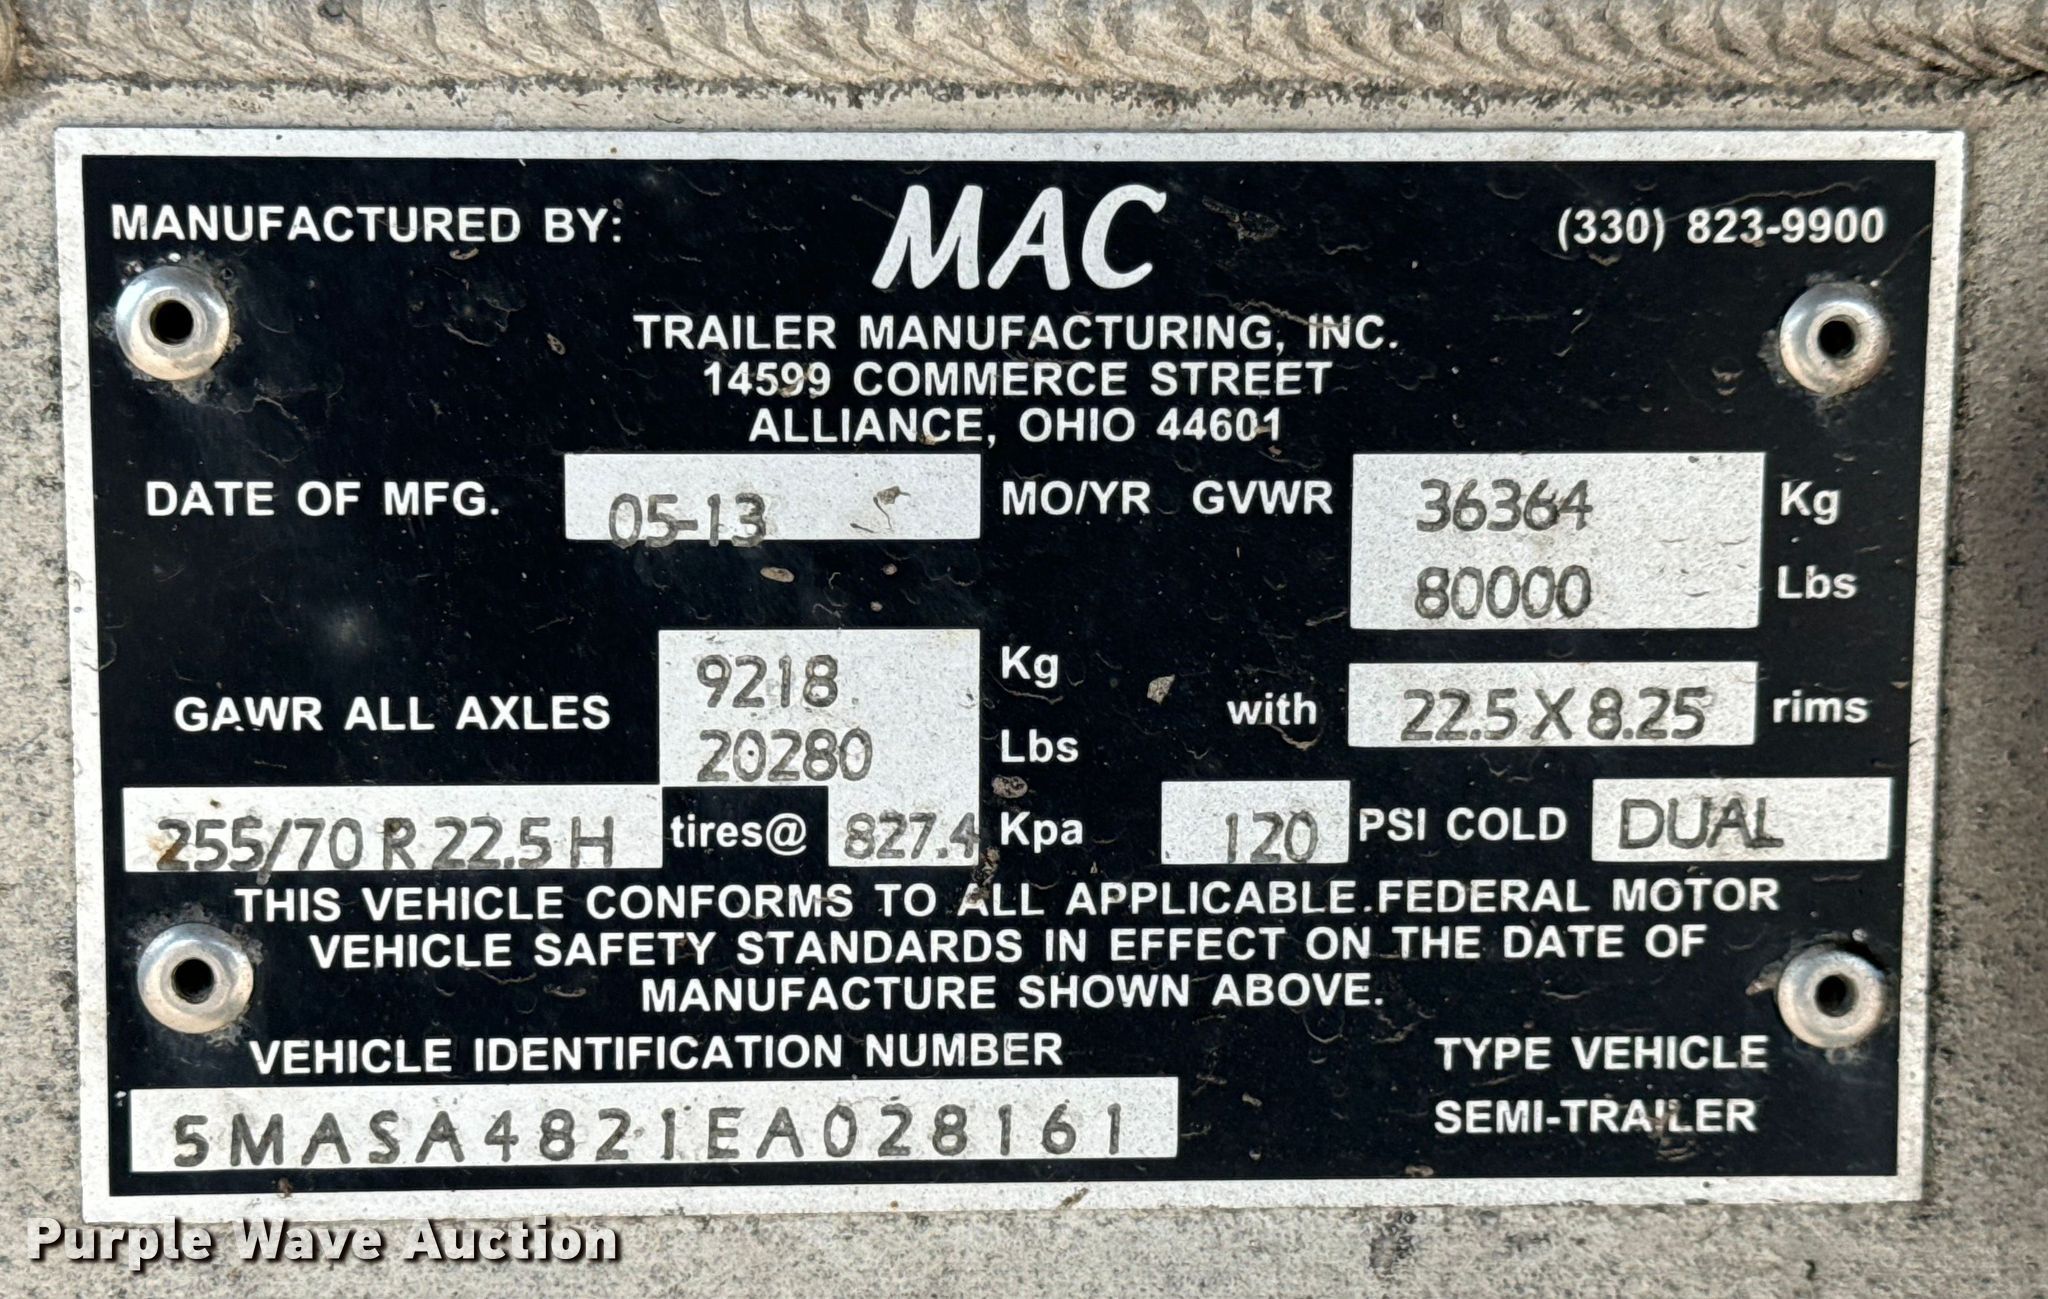 MANUFACTURED BY: MAC (330) 823-9900
TRAILER MANUFACTURING, INC.
14599 COMMERCE STREET
ALLIANCE, OHIO 44601
DATE OF MFG. 05-13 MO/YR GVWR 36364 Kg
80000 Lbs
GAWR ALL AXLES 9218 Kg
20280 Lbs
with 22.5 X 8.25 rims
255/70 R 22.5 H tires@ 827.4 Kpa 120 PSI COLD DUAL
THIS VEHICLE CONFORMS TO ALL APPLICABLE FEDERAL MOTOR
VEHICLE SAFETY STANDARDS IN EFFECT ON THE DATE OF
MANUFACTURE SHOWN ABOVE.
VEHICLE IDENTIFICATION NUMBER TYPE VEHICLE
5MASA4821EA028161 SEMI-TRAILER
Purple Wave Auction